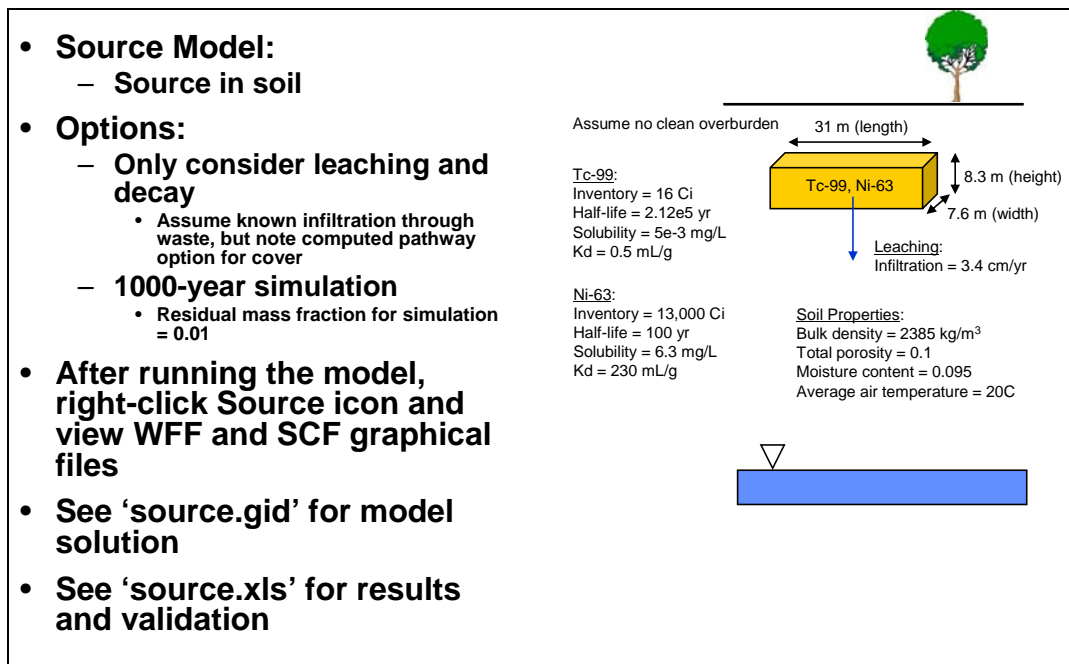 • Source Model:
– Source in soil
• Options:
– Only consider leaching and
decay
• Assume known infiltration through
waste, but note computed pathway
option for cover
– 1000-year simulation
• Residual mass fraction for simulation
= 0.01
• After running the model,
right-click Source icon and
view WFF and SCF graphical
files
• See ‘source.gid’ for model
solution
• See ‘source.xls’ for results
and validation
Assume no clean overburden
31 m (length)
Tc-99, Ni-63
8.3 m (height)
7.6 m (width)
Tc-99:
Inventory = 16 Ci
Half-life = 2.12e5 yr
Solubility = 5e-3 mg/L
Kd = 0.5 mL/g
Leaching:
Infiltration = 3.4 cm/yr
Ni-63:
Inventory = 13,000 Ci
Half-life = 100 yr
Solubility = 6.3 mg/L
Kd = 230 mL/g
Soil Properties:
Bulk density = 2385 kg/m³
Total porosity = 0.1
Moisture content = 0.095
Average air temperature = 20C